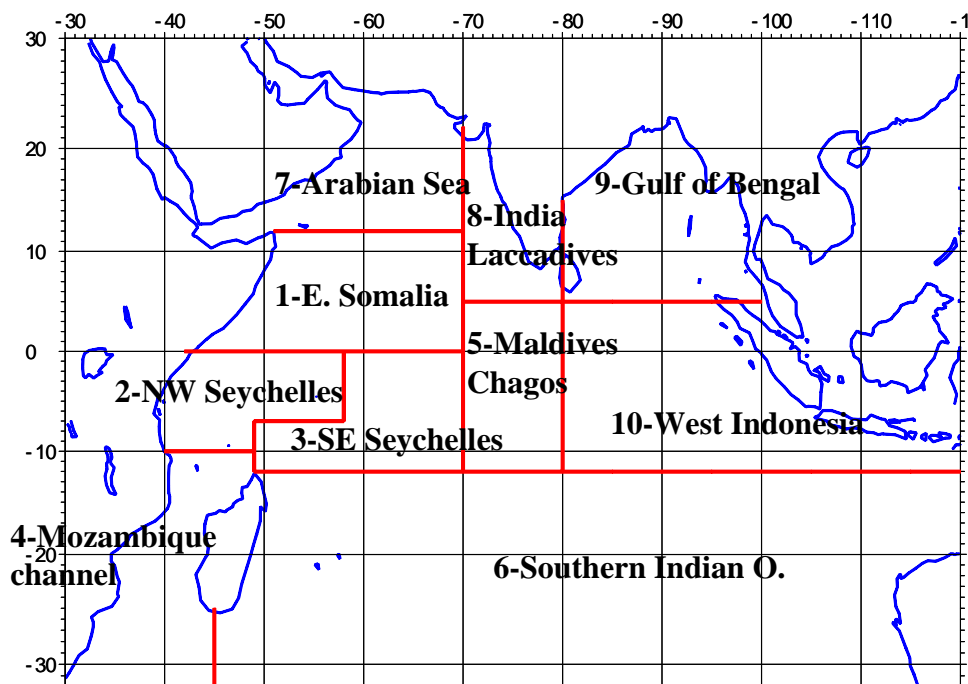 -30 -40 -50 -60 -70 -80 -90 -100 -110 -1
30
20
7-Arabian Sea
9-Gulf of Bengal
8-India
Laccadives
10
1-E. Somalia
0
5-Maldives
Chagos
2-NW Seychelles
10-West Indonesia
3-SE Seychelles
-10
4-Mozambique
channel
-20
6-Southern Indian O.
-30